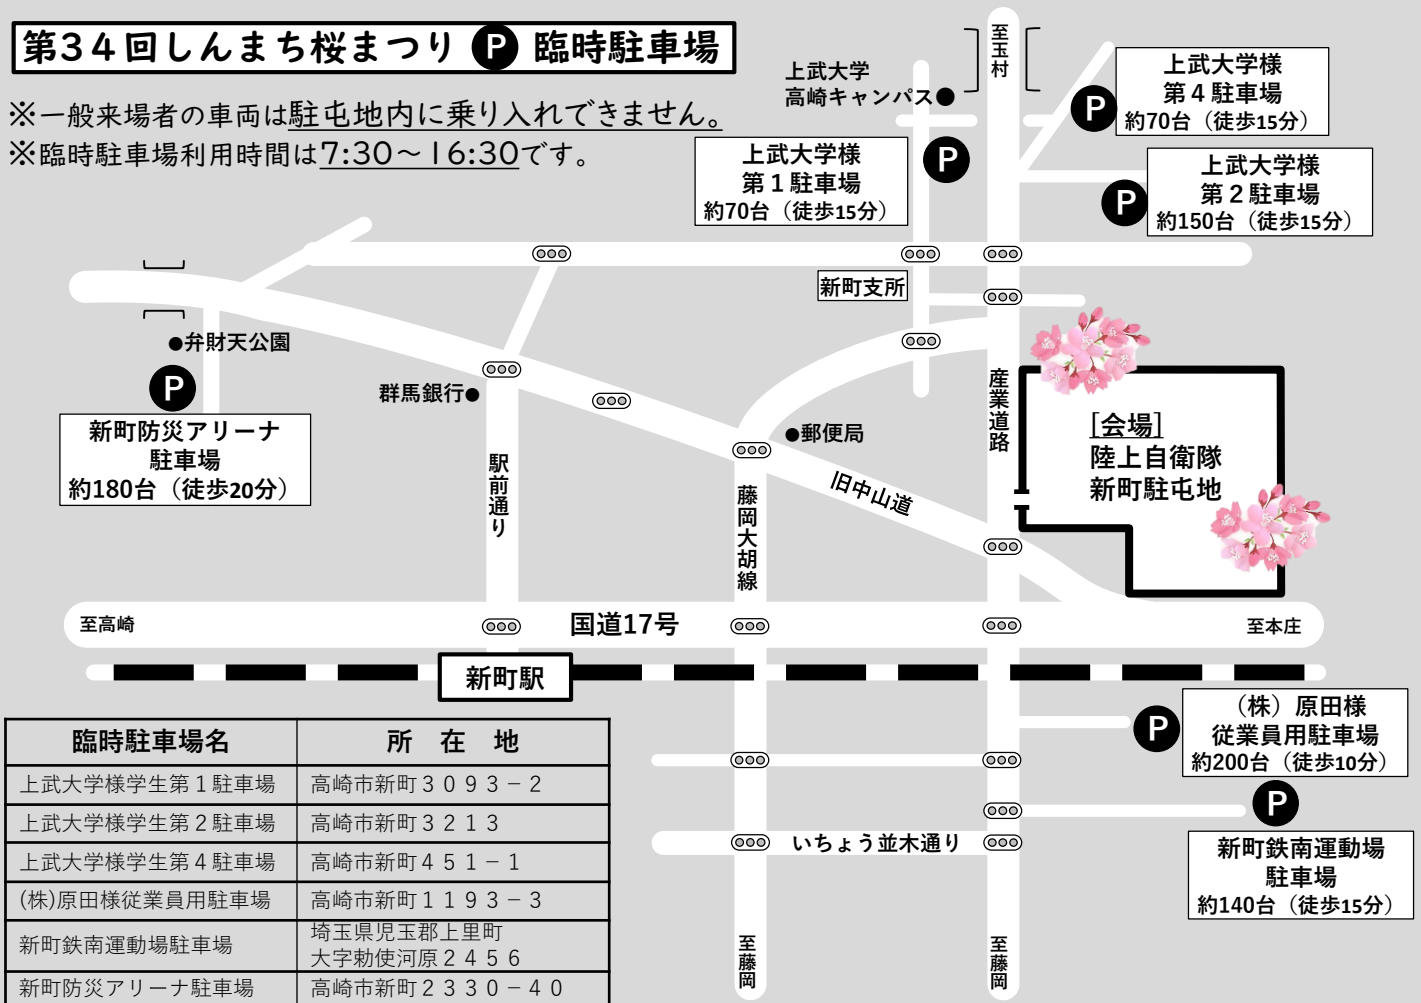 第34回しんまち桜まつり P 臨時駐車場
※一般来場者の車両は駐屯地内に乗り入れできません。
※臨時駐車場利用時間は7:30～16:30です。
至玉村
上武大学
高崎キャンパス●
P
上武大学様
第４駐車場
約70台（徒歩15分）
上武大学様
第１駐車場
約70台（徒歩15分）
P
P
上武大学様
第２駐車場
約150台（徒歩15分）
新町支所
●弁財天公園
P
新町防災アリーナ
駐車場
約180台（徒歩20分）
群馬銀行●
駅前通り
●郵便局
藤岡大胡線
旧中山道
産業道路
[会場]
陸上自衛隊
新町駐屯地
至高崎
国道17号
至本庄
新町駅
P
（株）原田様
従業員用駐車場
約200台（徒歩10分）
P
新町鉄南運動場
駐車場
約140台（徒歩15分）
いちょう並木通り
至藤岡
至藤岡
臨時駐車場名 所 在 地
上武大学様学生第１駐車場 高崎市新町３０９３－２
上武大学様学生第２駐車場 高崎市新町３２１３
上武大学様学生第４駐車場 高崎市新町４５１－１
(株)原田様従業員用駐車場 高崎市新町１１９３－３
新町鉄南運動場駐車場 埼玉県児玉郡上里町
大字勅使河原２４５６
新町防災アリーナ駐車場 高崎市新町２３３０－４０